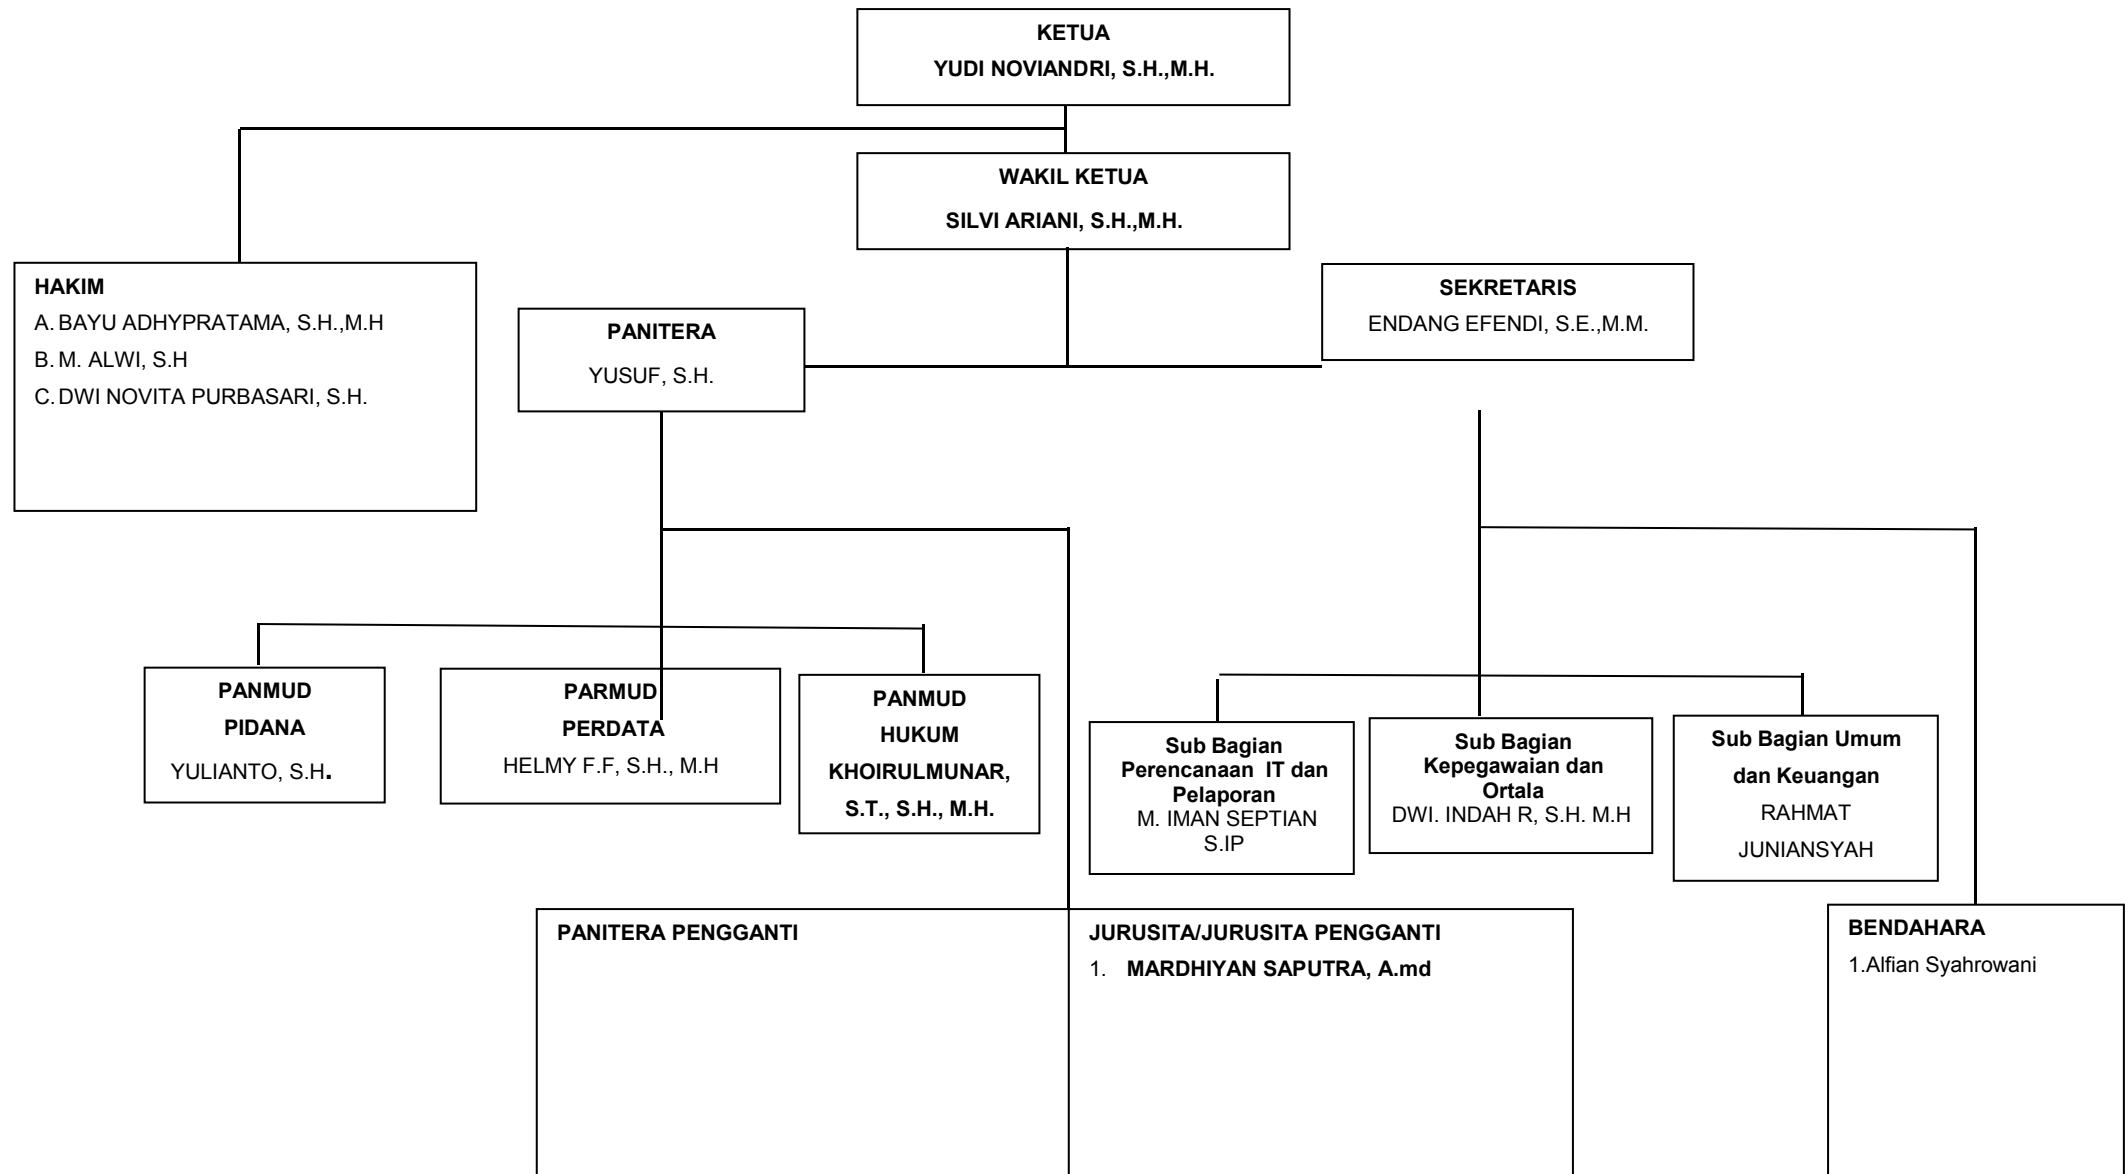 KETUA
YUDI NOVIANDRI, S.H.,M.H.
WAKIL KETUA
SILVI ARIANI, S.H.,M.H.
HAKIM
A. BAYU ADHYPRATAMA, S.H.,M.H
B. M. ALWI, S.H
C. DWI NOVITA PURBASARI, S.H.
PANITERA
YUSUF, S.H.
SEKRETARIS
ENDANG EFENDI, S.E.,M.M.
PANMUD
PIDANA
YULIANTO, S.H.
PARMUD
PERDATA
HELMY F.F, S.H., M.H
PANMUD
HUKUM
KHOIRULMUNAR,
S.T., S.H., M.H.
Sub Bagian
Perencanaan IT dan
Pelaporan
M. IMAN SEPTIAN
S.IP
Sub Bagian
Kepegawaian dan
Ortala
DWI. INDAH R, S.H. M.H
Sub Bagian Umum
dan Keuangan
RAHMAT
JUNIANSYAH
PANITERA PENGGANTI
JURUSITA/JURUSITA PENGGANTI
1. MARDHIYAN SAPUTRA, A.md
BENDAHARA
1.Alfian Syahrowani